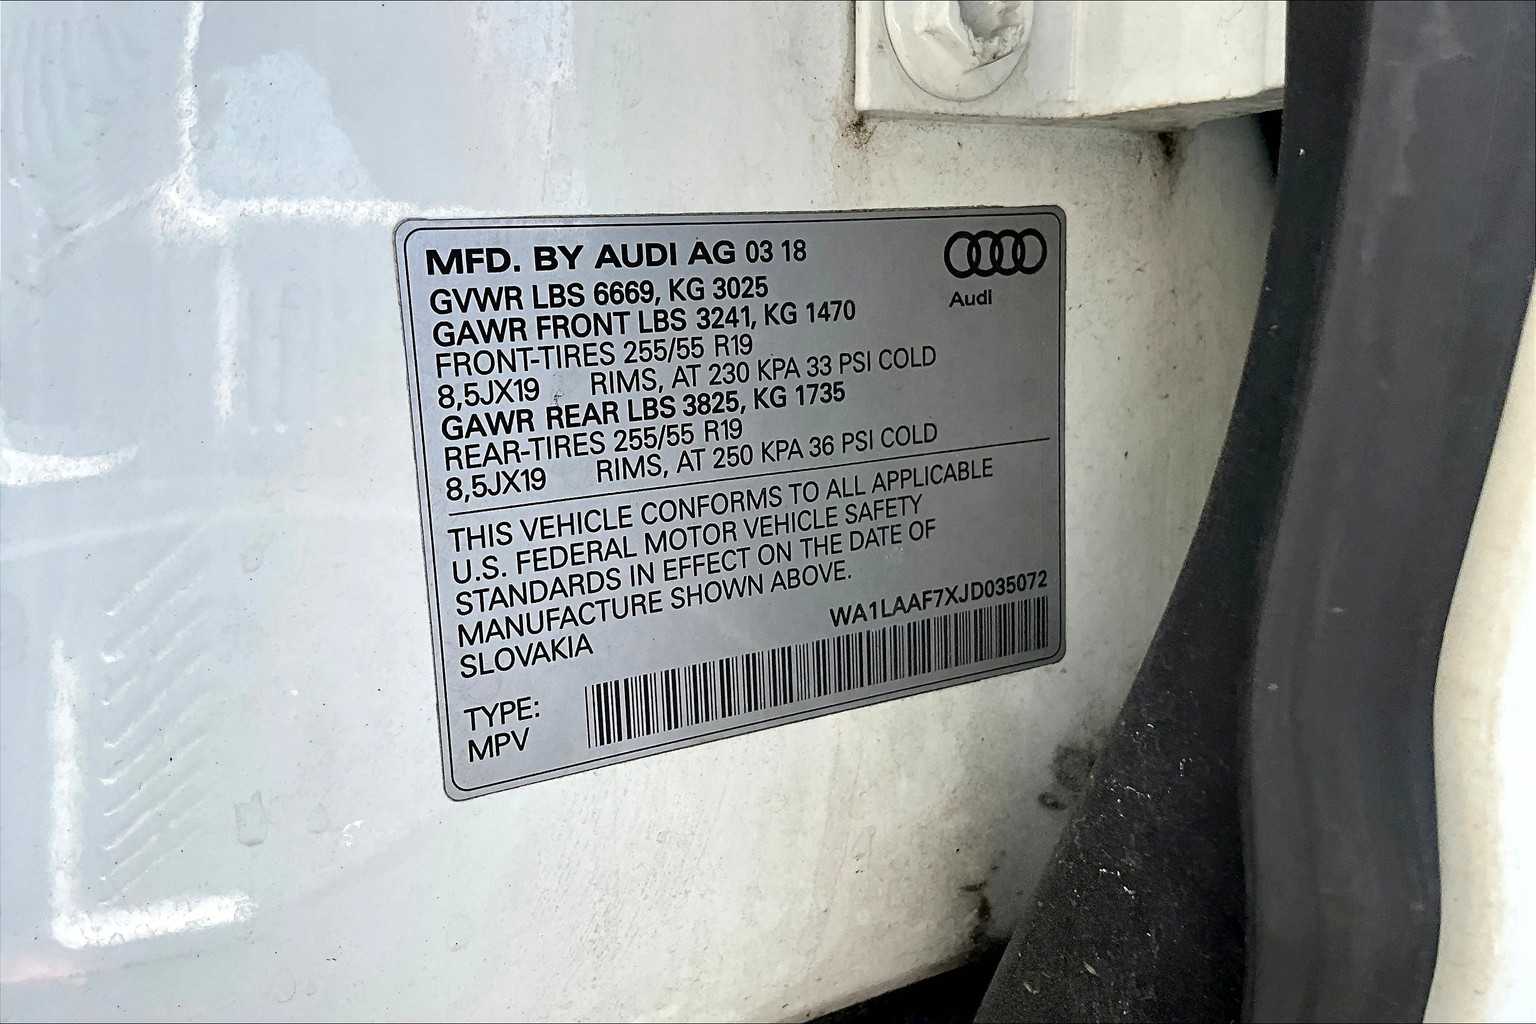 MFD. BY AUDI AG 03 18
Audi
GVWR LBS 6669, KG 3025
GAWR FRONT LBS 3241, KG 1470
FRONT-TIRES 255/55 R19
8,5JX19 RIMS, AT 230 KPA 33 PSI COLD
GAWR REAR LBS 3825, KG 1735
REAR-TIRES 255/55 R19
8,5JX19 RIMS, AT 250 KPA 36 PSI COLD
THIS VEHICLE CONFORMS TO ALL APPLICABLE
U.S. FEDERAL MOTOR VEHICLE SAFETY
STANDARDS IN EFFECT ON THE DATE OF
MANUFACTURE SHOWN ABOVE.
SLOVAKIA
WA1LAAF7XJD035072
TYPE:
MPV